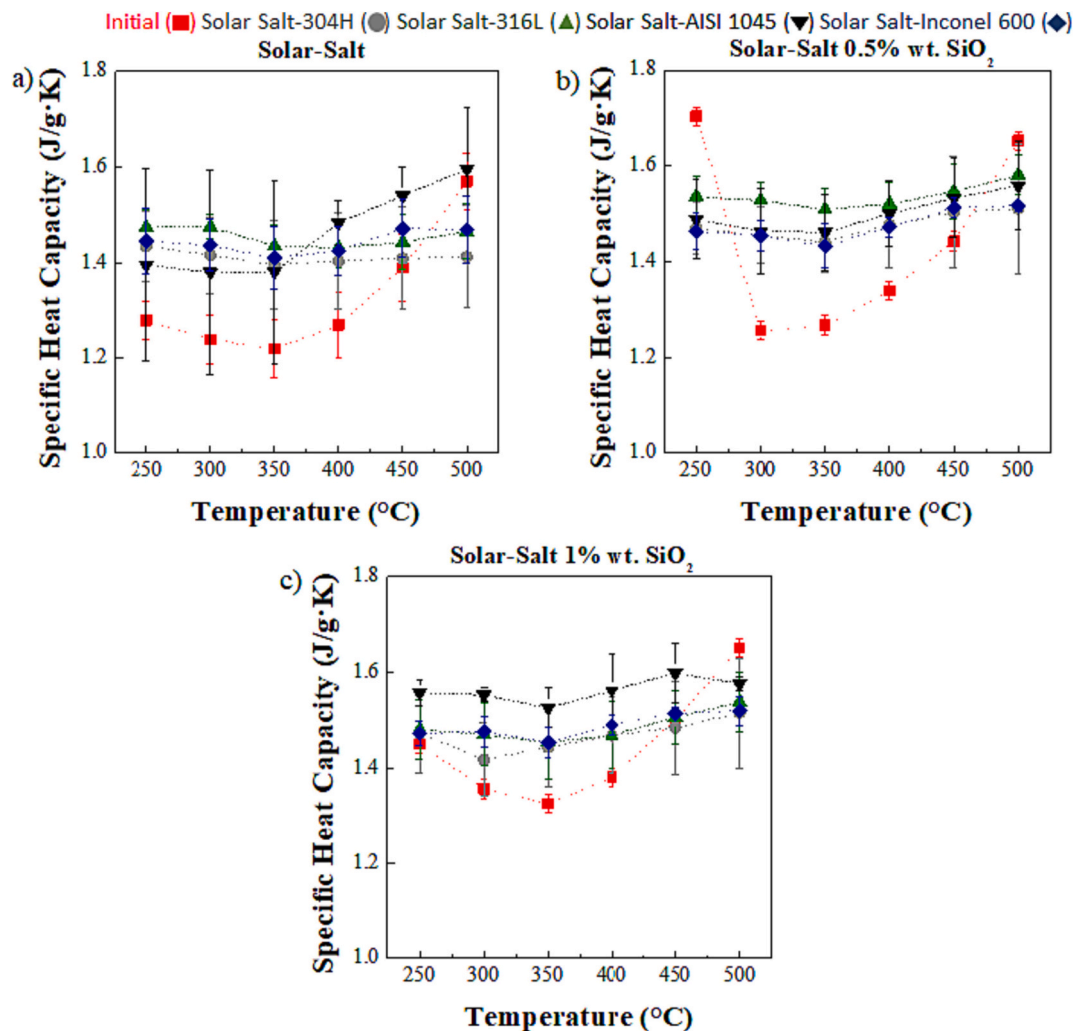 Initial (■) Solar Salt-304H (●) Solar Salt-316L (▲) Solar Salt-AISI 1045 (▼) Solar Salt-Inconel 600 (◆)
Solar-Salt
a)
Specific Heat Capacity (J/g·K)
1.8
1.6
1.4
1.2
1.0
250 300 350 400 450 500
Temperature (°C)
Solar-Salt 0.5% wt. SiO₂
b)
Specific Heat Capacity (J/g·K)
1.8
1.6
1.4
1.2
1.0
250 300 350 400 450 500
Temperature (°C)
Solar-Salt 1% wt. SiO₂
c)
Specific Heat Capacity (J/g·K)
1.8
1.6
1.4
1.2
1.0
250 300 350 400 450 500
Temperature (°C)